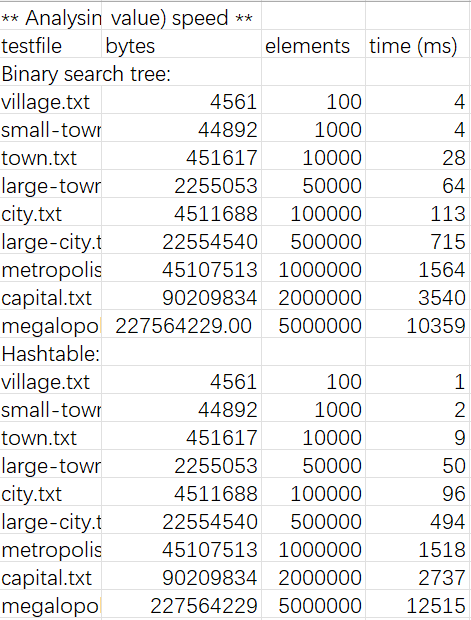 ** Analysin value) speed **
testfile bytes elements time (ms)
Binary search tree:
village.txt 4561 100 4
small-towr 44892 1000 4
town.txt 451617 10000 28
large-towr 2255053 50000 64
city.txt 4511688 100000 113
large-city.t 22554540 500000 715
metropolis 45107513 1000000 1564
capital.txt 90209834 2000000 3540
megalopol 227564229.00 5000000 10359
Hashtable:
village.txt 4561 100 1
small-towr 44892 1000 2
town.txt 451617 10000 9
large-towr 2255053 50000 50
city.txt 4511688 100000 96
large-city.t 22554540 500000 494
metropolis 45107513 1000000 1518
capital.txt 90209834 2000000 2737
megalopol 227564229 5000000 12515